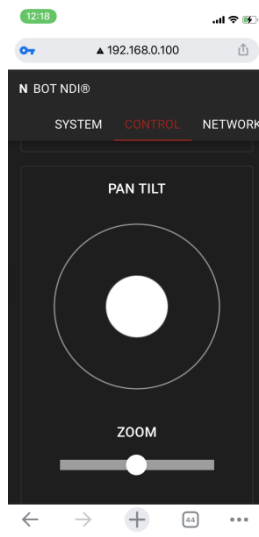 12:18
192.168.0.100
N BOT NDI®
SYSTEM CONTROL NETWORK
PAN TILT
ZOOM
44